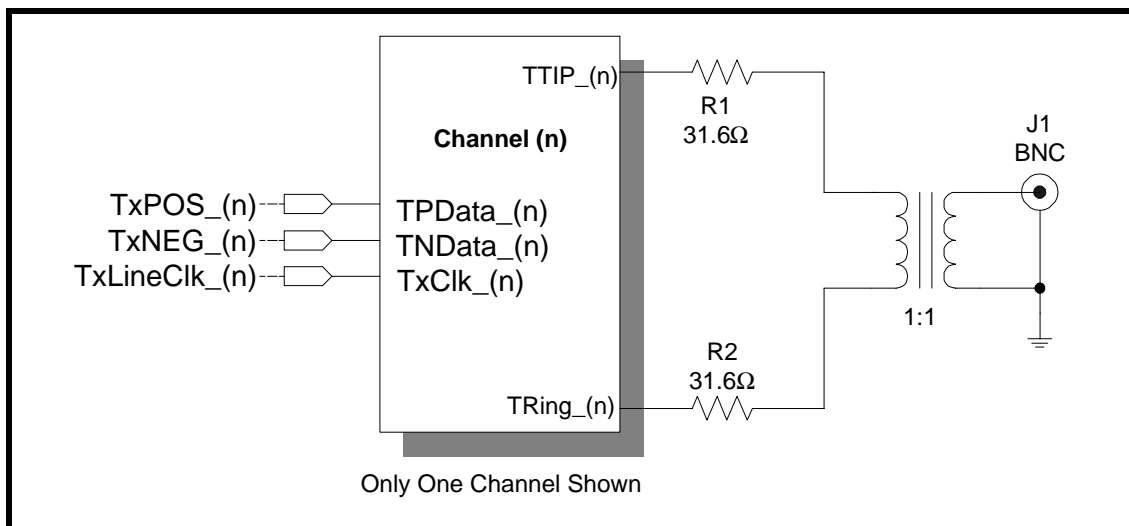 TTIP_(n)
R1
31.6Ω
Channel (n)
J1
BNC
TxPOS_(n)
TPData_(n)
TxNEG_(n)
TNData_(n)
TxLineClk_(n)
TxClk_(n)
1:1
R2
31.6Ω
TRing_(n)
Only One Channel Shown